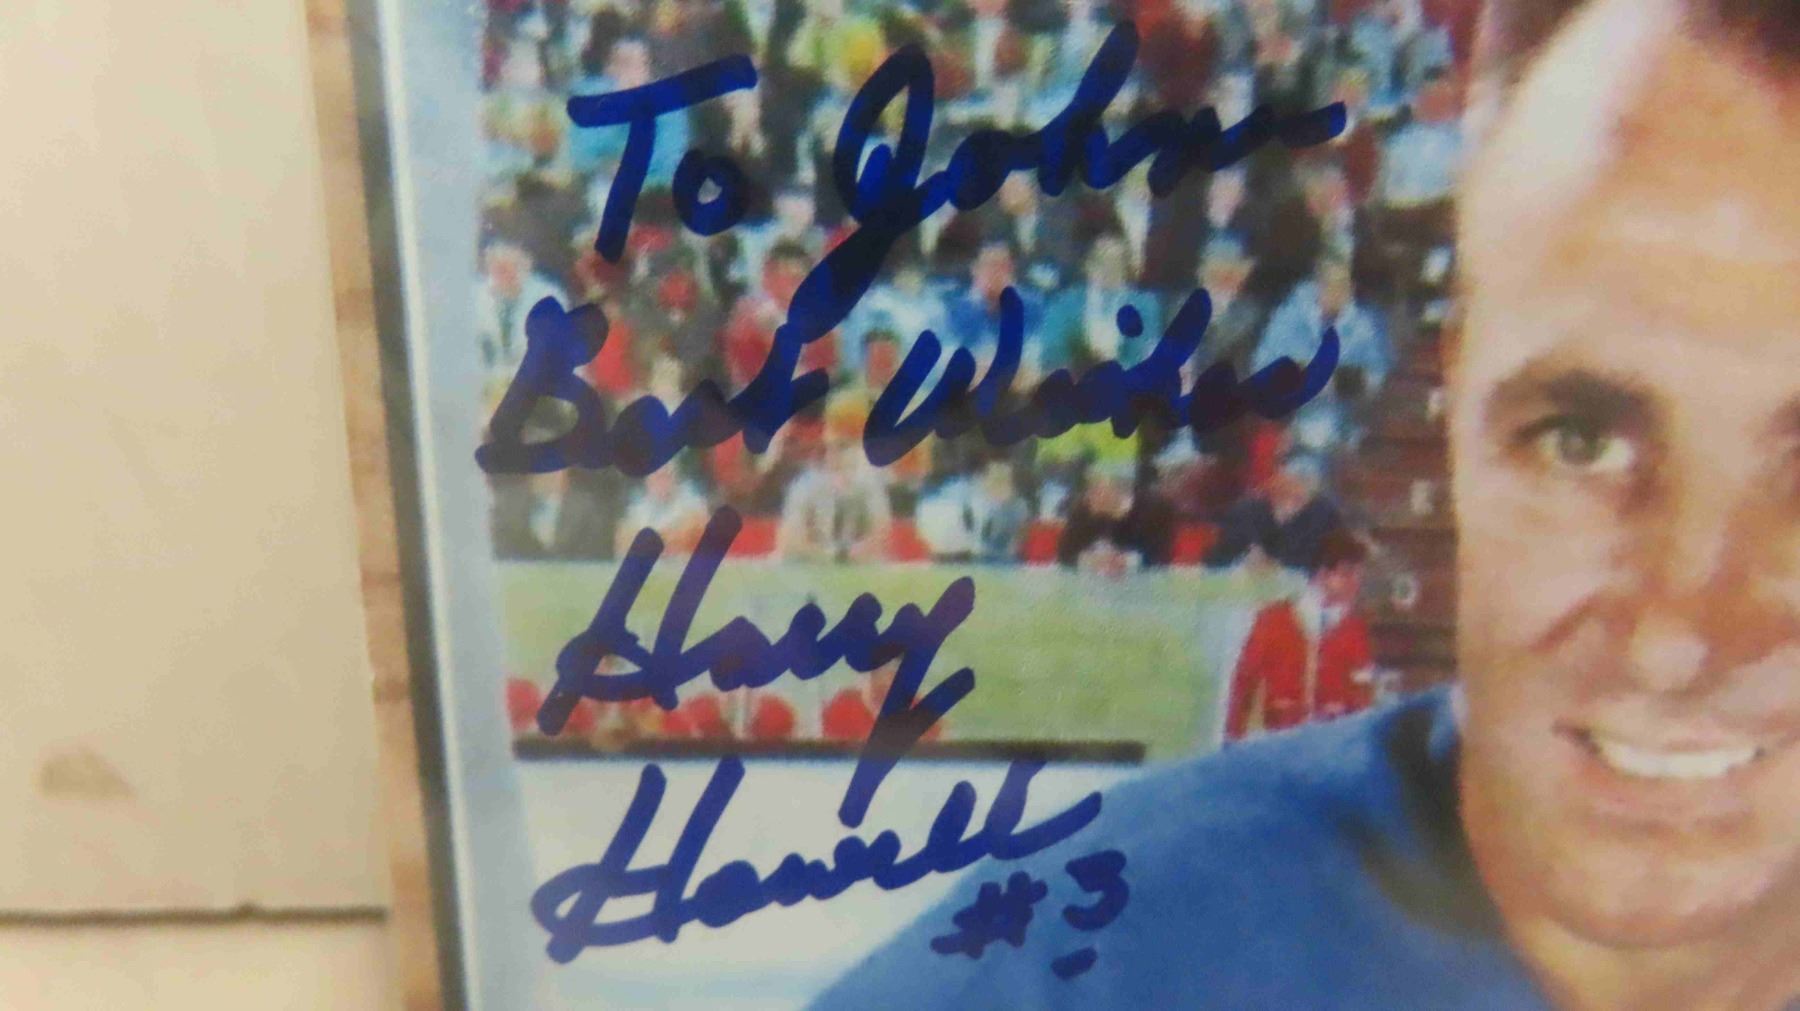 To John
Best Wishes
Harry
Howell
#3